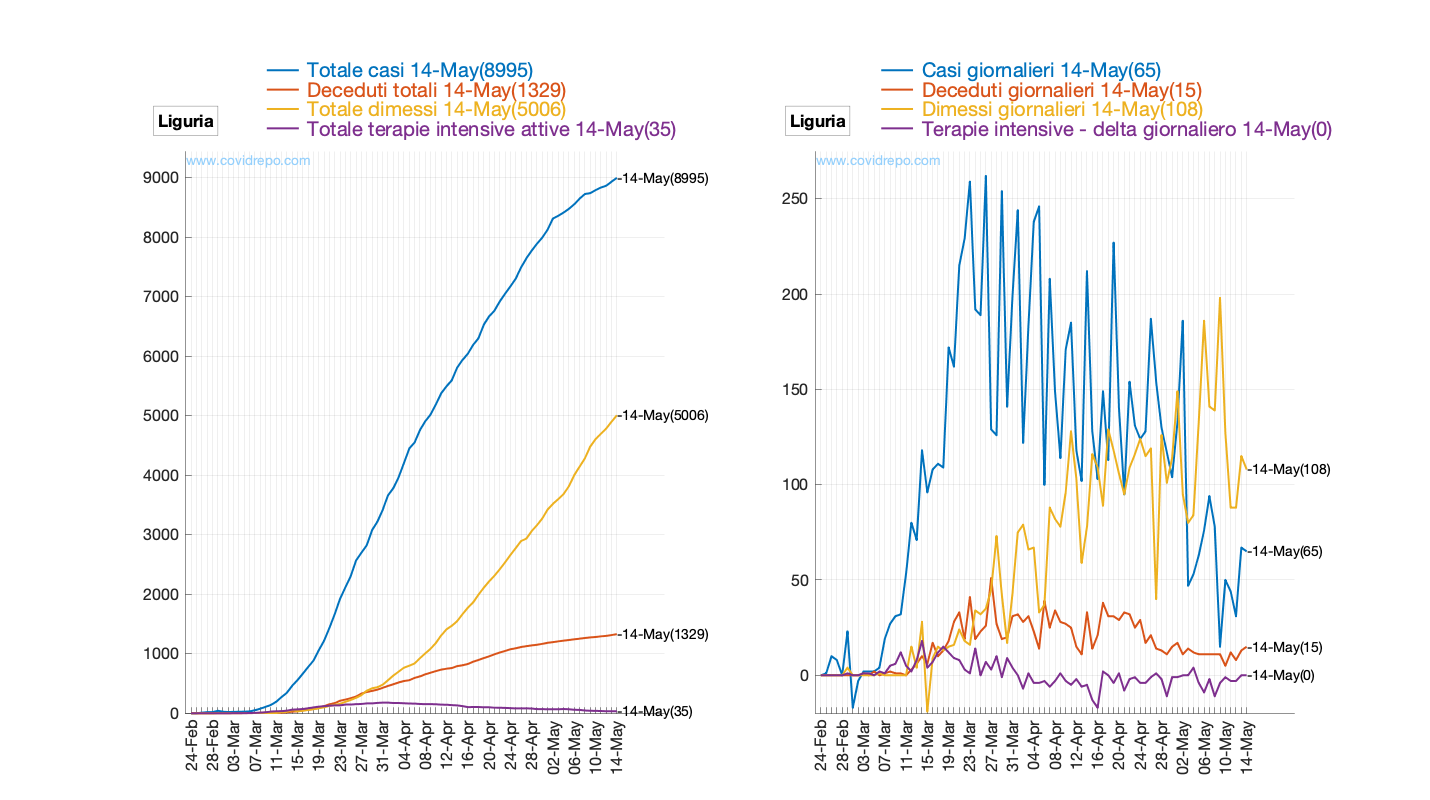 Totale casi 14-May(8995)
Deceduti totali 14-May(1329)
Totale dimessi 14-May(5006)
Totale terapie intensive attive 14-May(35)
Liguria
www.covidrepo.com
9000
8000
7000
6000
5000
4000
3000
2000
1000
0
14-May(8995)
14-May(5006)
14-May(1329)
14-May(35)
24-Feb
28-Feb
03-Mar
07-Mar
11-Mar
15-Mar
19-Mar
23-Mar
27-Mar
31-Mar
04-Apr
08-Apr
12-Apr
16-Apr
20-Apr
24-Apr
28-Apr
02-May
06-May
10-May
14-May
Casi giornalieri 14-May(65)
Deceduti giornalieri 14-May(15)
Dimessi giornalieri 14-May(108)
Terapie intensive - delta giornaliero 14-May(0)
Liguria
www.covidrepo.com
250
200
150
100
50
0
14-May(108)
14-May(65)
14-May(15)
14-May(0)
24-Feb
28-Feb
03-Mar
07-Mar
11-Mar
15-Mar
19-Mar
23-Mar
27-Mar
31-Mar
04-Apr
08-Apr
12-Apr
16-Apr
20-Apr
24-Apr
28-Apr
02-May
06-May
10-May
14-May